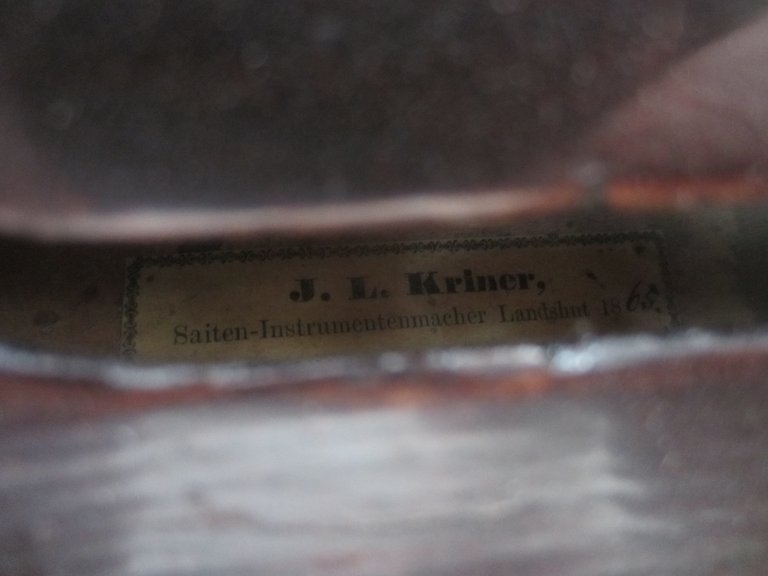 J. L. Kriner,
Saiten-Instrumentenmacher Landshut 1865.